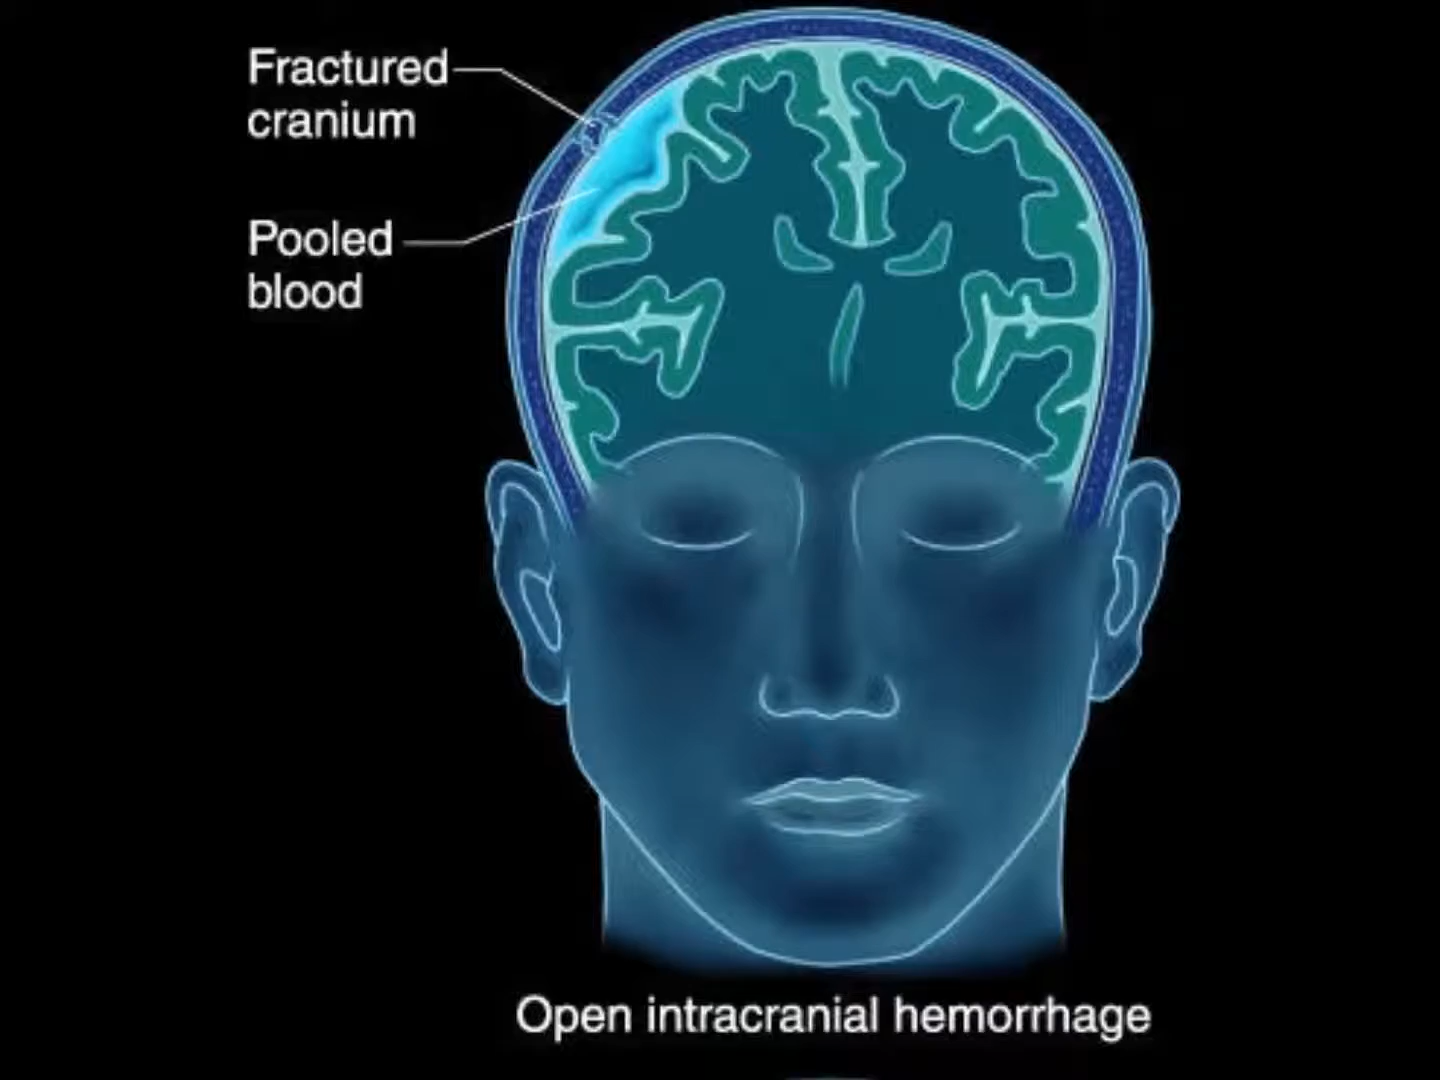 Fractured
cranium
Pooled
blood
Open intracranial hemorrhage